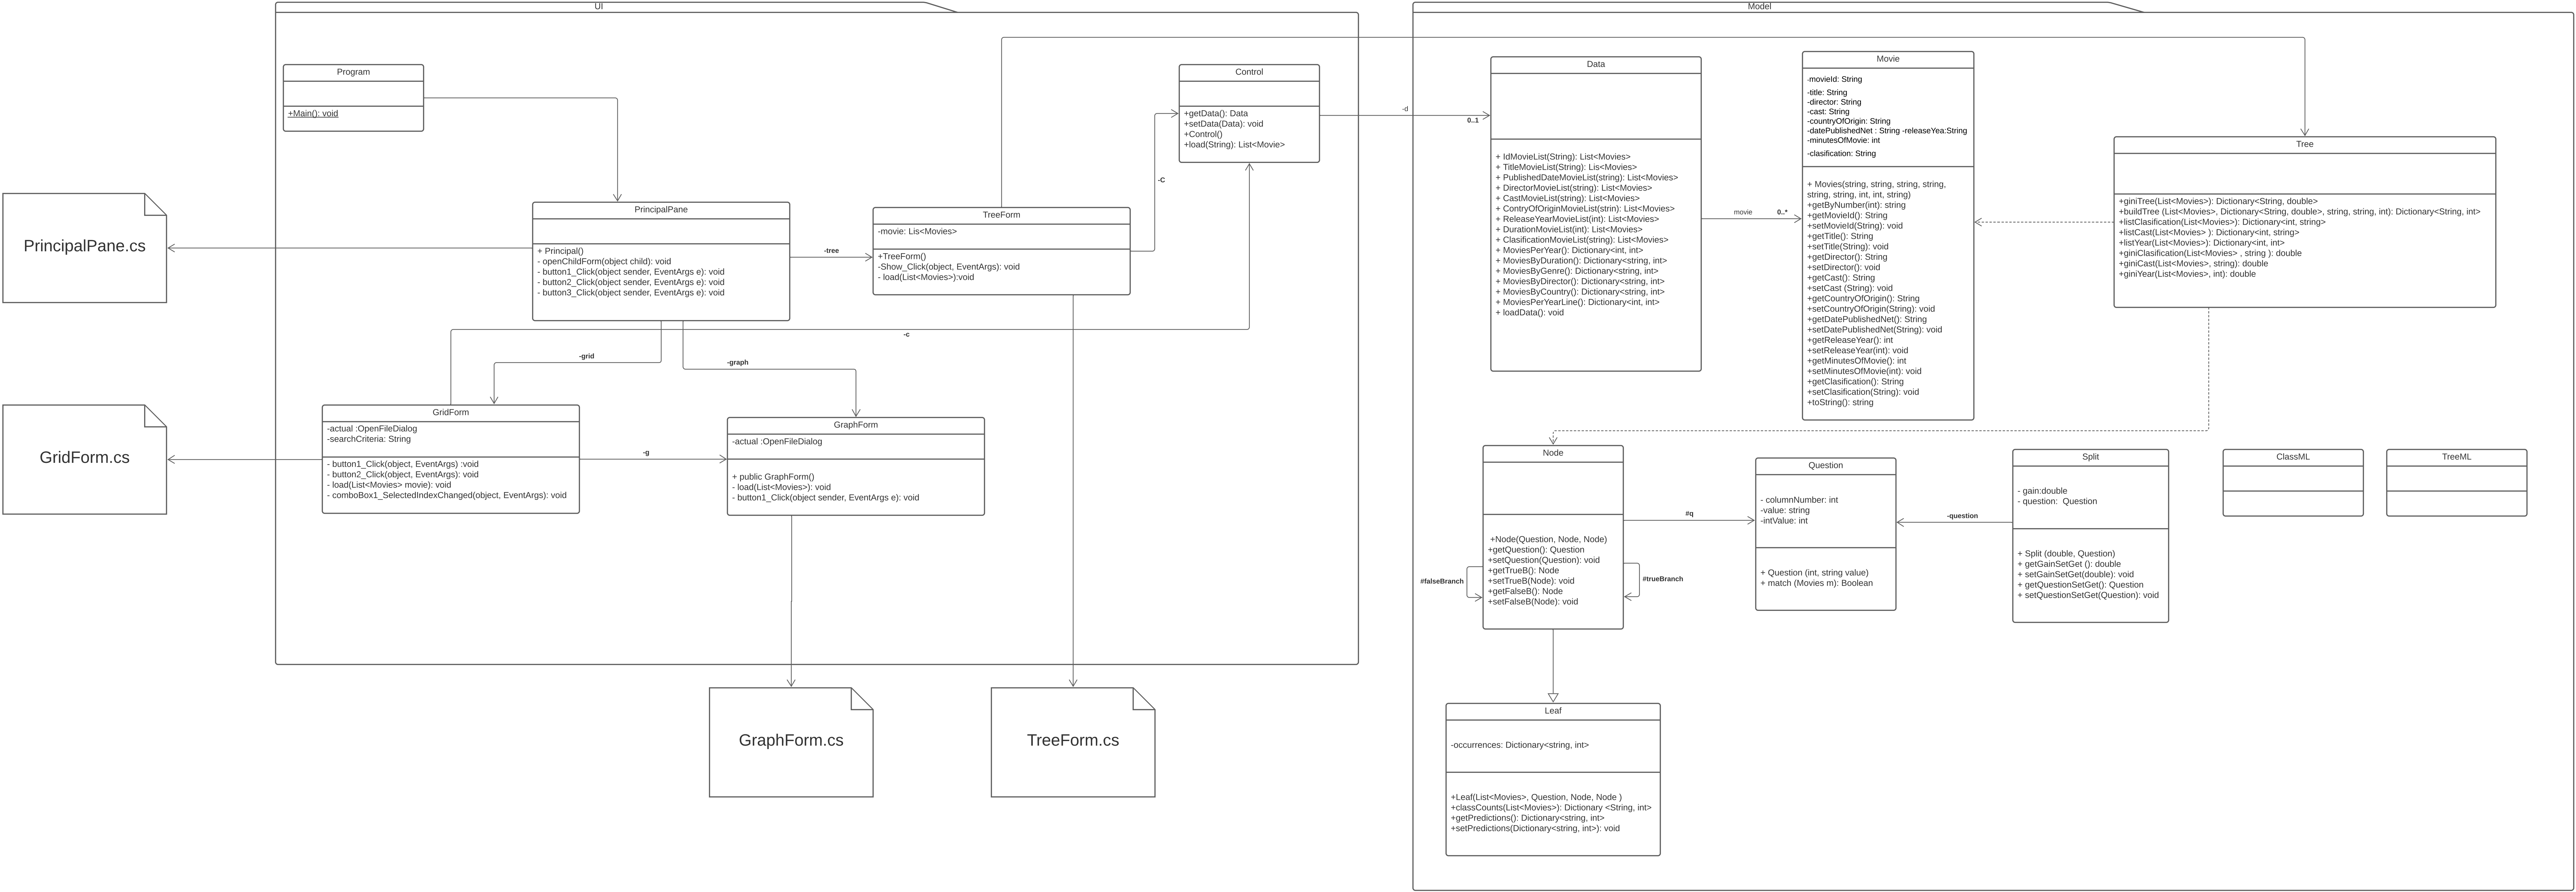 UI
Program
+Main(): void
PrincipalPane.cs
GridForm.cs
PrincipalPane
+ Principal()
- openChildForm(object child): void
- button1_Click(object sender, EventArgs e): void
- button2_Click(object sender, EventArgs e): void
- button3_Click(object sender, EventArgs e): void
-tree
TreeForm
-movie: Lis<Movies>
+TreeForm()
-Show_Click(object, EventArgs): void
- load(List<Movies>):void
-C
Control
+getData(): Data
+setData(Data): void
+Control()
+load(String): List<Movie>
-c
-grid
-graph
GridForm
-actual :OpenFileDialog
-searchCriteria: String
- button1_Click(object, EventArgs) :void
- button2_Click(object, EventArgs): void
- load(List<Movies> movie): void
- comboBox1_SelectedIndexChanged(object, EventArgs): void
-g
GraphForm
-actual :OpenFileDialog
+ public GraphForm()
- load(List<Movies>): void
- button1_Click(object sender, EventArgs e): void
GraphForm.cs
TreeForm.cs
Model
-d
0..1
Data
+ IdMovieList(String): List<Movies>
+ TitleMovieList(String): Lis<Movies>
+ PublishedDateMovieList(string): List<Movies>
+ DirectorMovieList(string): List<Movies>
+ CastMovieList(string): List<Movies>
+ ContryOfOriginMovieList(strin): List<Movies>
+ ReleaseYearMovieList(int): List<Movies>
+ DurationMovieList(int): List<Movies>
+ ClasificationMovieList(string): List<Movies>
+ MoviesPerYear(): Dictionary<int, int>
+ MoviesByDuration(): Dictionary<string, int>
+ MoviesByGenre(): Dictionary<string, int>
+ MoviesByDirector(): Dictionary<string, int>
+ MoviesByCountry(): Dictionary<string, int>
+ MoviesPerYearLine(): Dictionary<int, int>
+ loadData(): void
movie
0..*
Movie
-movieId: String
-title: String
-director: String
-cast: String
-countryOfOrigin: String
-datePublishedNet : String -releaseYea:String
-minutesOfMovie: int
-clasification: String
+ Movies(string, string, string, string,
string, string, int, int, string)
+getByNumber(int): string
+getMovieId(): String
+setMovieId(String): void
+getTitle(): String
+setTitle(String): void
+getDirector(): String
+setDirector(): void
+getCast(): String
+setCast (String): void
+getCountryOfOrigin(): String
+setCountryOfOrigin(String): void
+getDatePublishedNet(): String
+setDatePublishedNet(String): void
+getReleaseYear(): int
+setReleaseYear(int): void
+getMinutesOfMovie(): int
+setMinutesOfMovie(int): void
+getClasification(): String
+setClasification(String): void
+toString(): string
Tree
+giniTree(List<Movies>): Dictionary<String, double>
+buildTree (List<Movies>, Dictionary<String, double>, string, string, int): Dictionary<String, int>
+listClasification(List<Movies>): Dictionary<int, string>
+listCast(List<Movies> ): Dictionary<int, string>
+listYear(List<Movies>): Dictionary<int, int>
+giniClasification(List<Movies> , string ): double
+giniCast(List<Movies>, string): double
+giniYear(List<Movies>, int): double
Node
+Node(Question, Node, Node)
+getQuestion(): Question
+setQuestion(Question): void
+getTrueB(): Node
+setTrueB(Node): void
+getFalseB(): Node
+setFalseB(Node): void
#falseBranch
#trueBranch
#q
Question
- columnNumber: int
-value: string
-intValue: int
+ Question (int, string value)
+ match (Movies m): Boolean
-question
Split
- gain:double
- question:  Question
+ Split (double, Question)
+ getGainSetGet (): double
+ setGainSetGet(double): void
+ getQuestionSetGet(): Question
+ setQuestionSetGet(Question): void
ClassML
TreeML
Leaf
-occurrences: Dictionary<string, int>
+Leaf(List<Movies>, Question, Node, Node )
+classCounts(List<Movies>): Dictionary <String, int>
+getPredictions(): Dictionary<string, int>
+setPredictions(Dictionary<string, int>): void